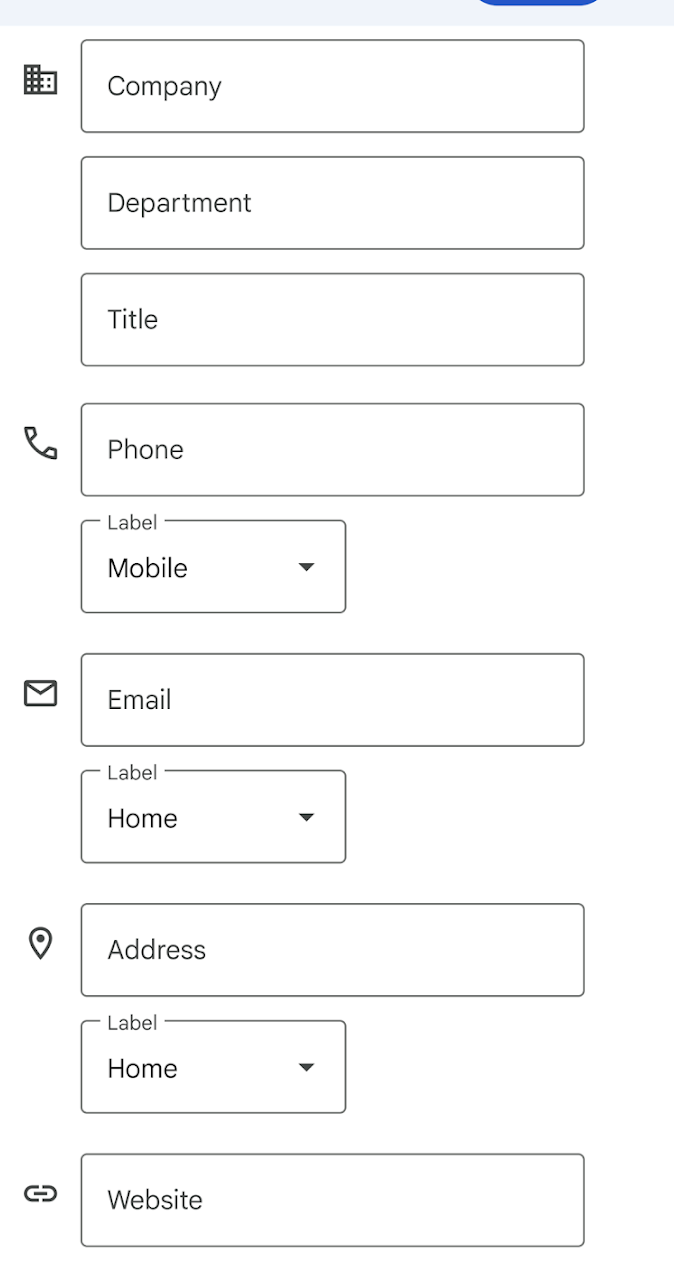 Company
Department
Title
Phone
Label
Mobile
Email
Label
Home
Address
Label
Home
Website